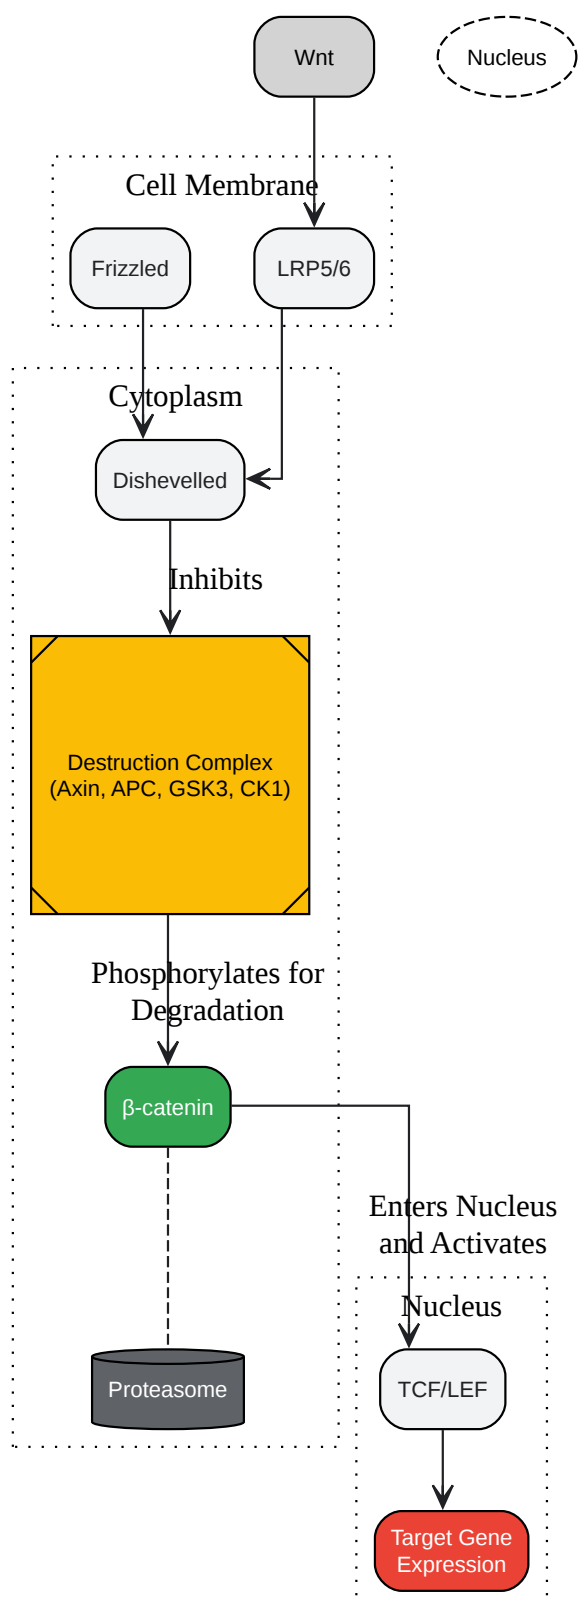 Wnt
Nucleus
Cell Membrane
Frizzled
LRP5/6
Cytoplasm
Dishevelled
Inhibits
Destruction Complex
(Axin, APC, GSK3, CK1)
Phosphorylates for
Degradation
β-catenin
Enters Nucleus
and Activates
Nucleus
Proteasome
TCF/LEF
Target Gene
Expression